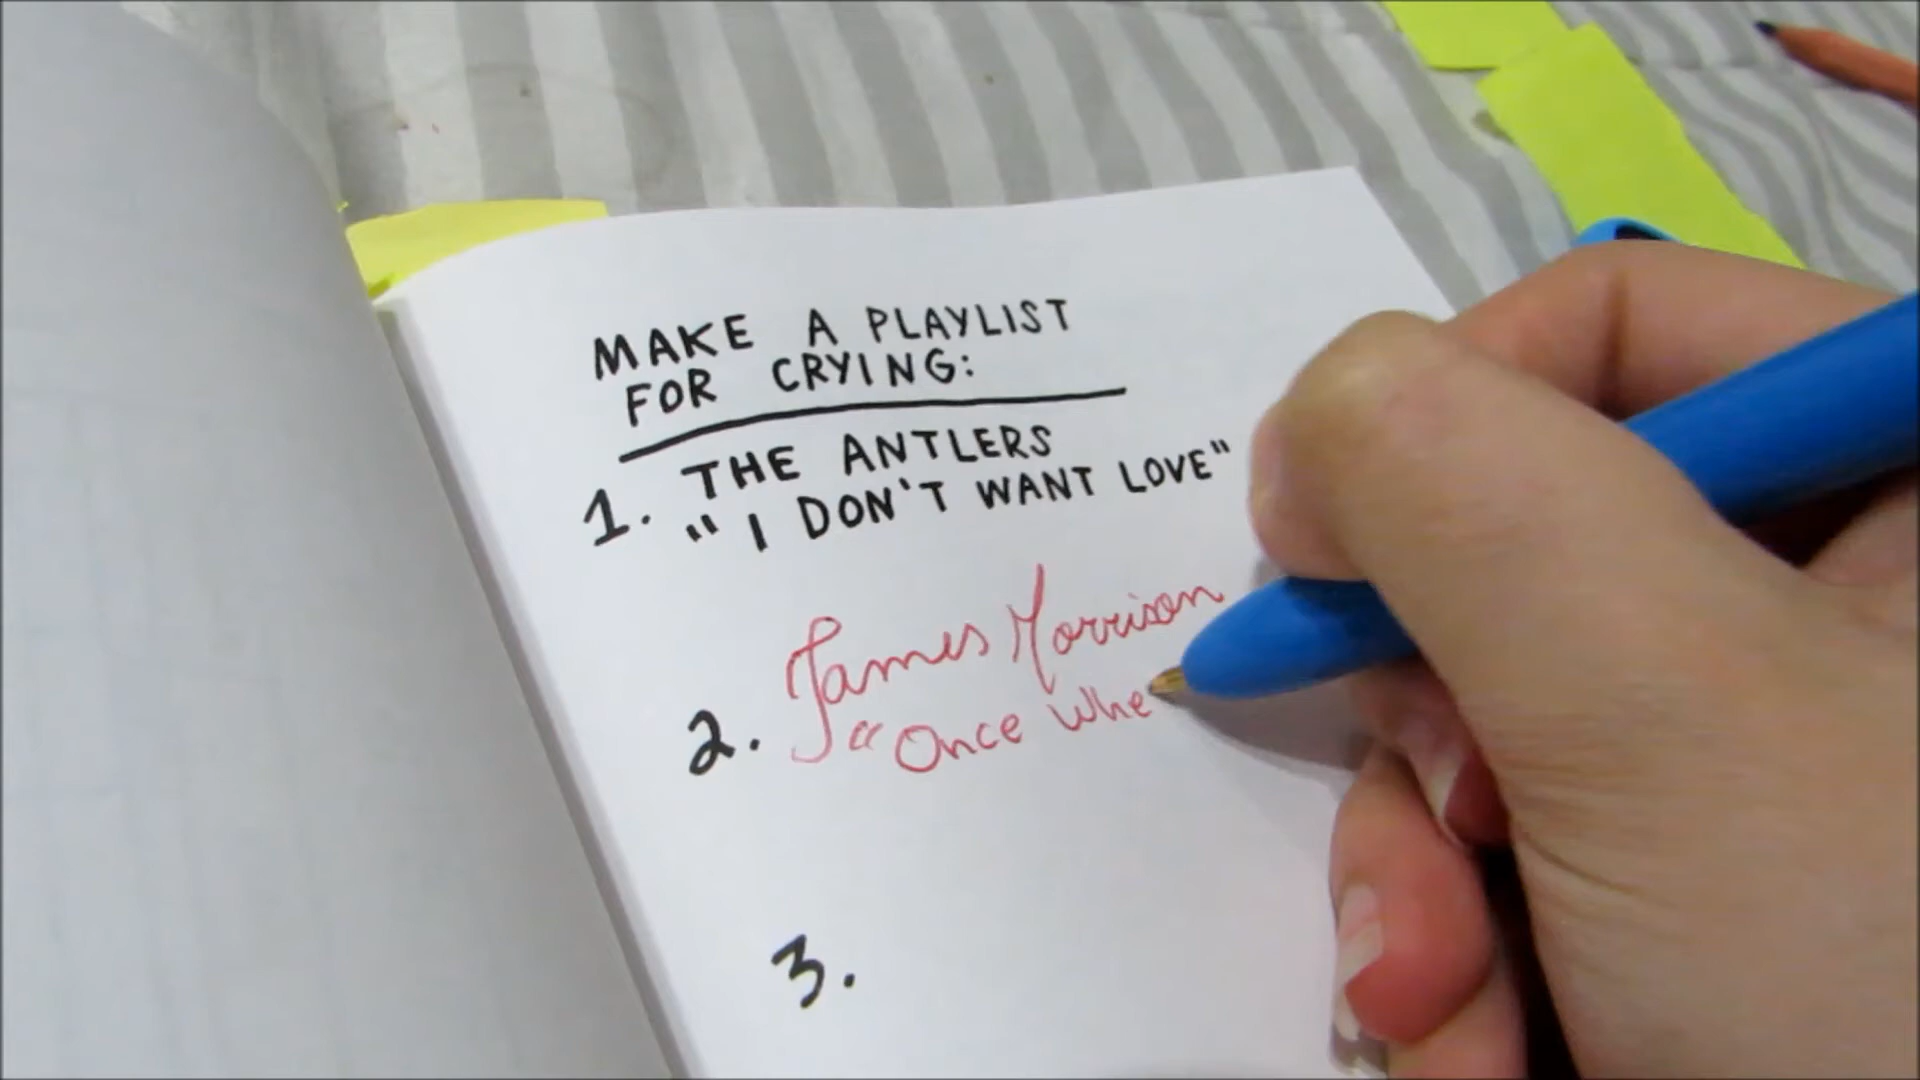 MAKE A PLAYLIST
FOR CRYING:
1. THE ANTLERS
"I DON'T WANT LOVE"
2. James Morrison
"Once Whe
3.